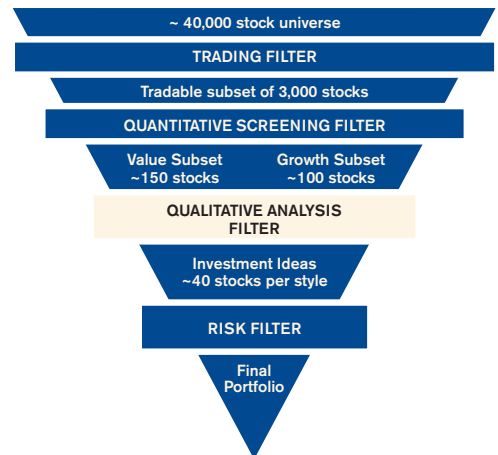 ~ 40,000 stock universe
TRADING FILTER
Tradable subset of 3,000 stocks
QUANTITATIVE SCREENING FILTER
Value Subset
~150 stocks
Growth Subset
~100 stocks
QUALITATIVE ANALYSIS
FILTER
Investment Ideas
~40 stocks per style
RISK FILTER
Final
Portfolio